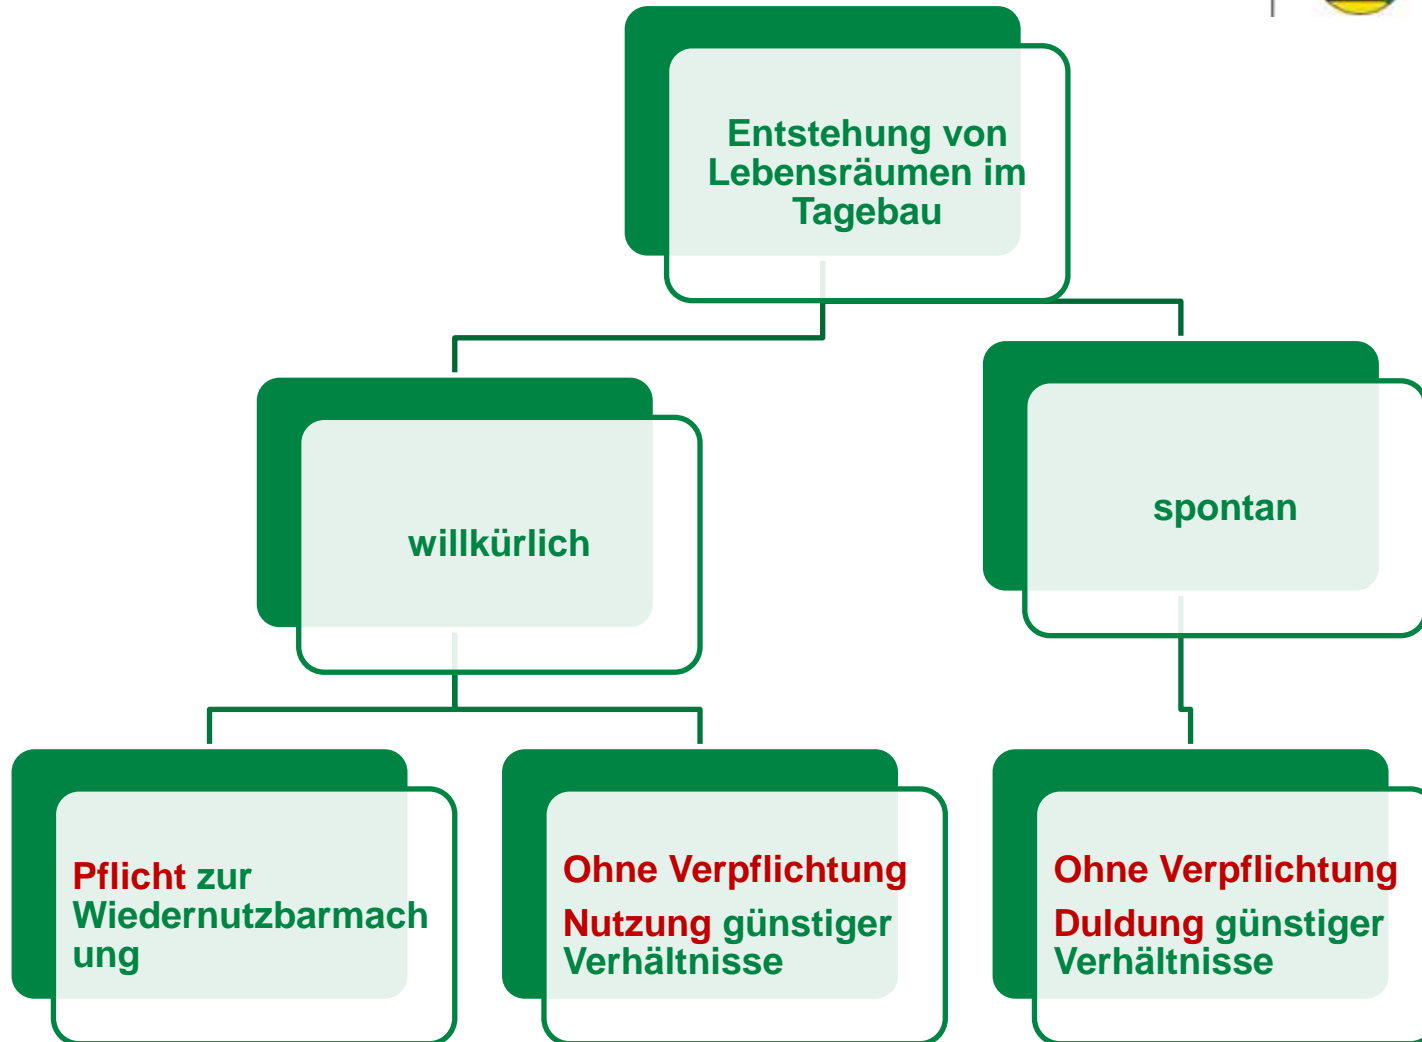 Entstehung von
Lebensräumen im
Tagebau
willkürlich
spontan
Pflicht zur
Wiedernutzbarmach
ung
Ohne Verpflichtung
Nutzung günstiger
Verhältnisse
Ohne Verpflichtung
Duldung günstiger
Verhältnisse